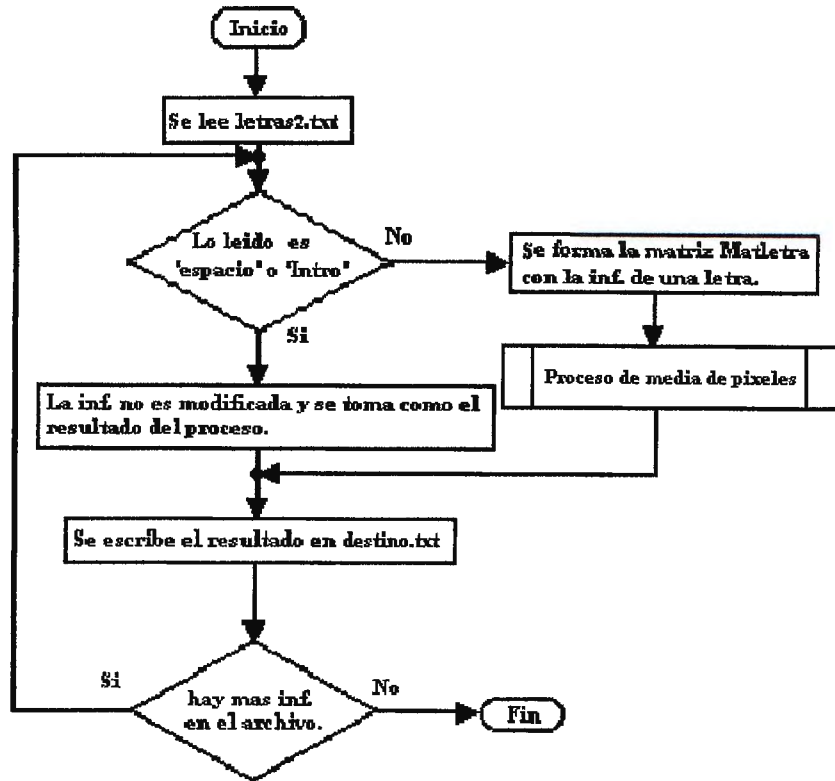 Inicio
Se lee letras2.txt
Lo leido es
"espacio" o "Intro"
No
Se forma la matriz Matletra
con la inf. de una letra.
Si
Proceso de media de pixeles
La inf. no es modificada y se toma como el
resultado del proceso.
Se escribe el resultado en destino.txt
Si
hay mas inf.
en el archivo.
No
Fin